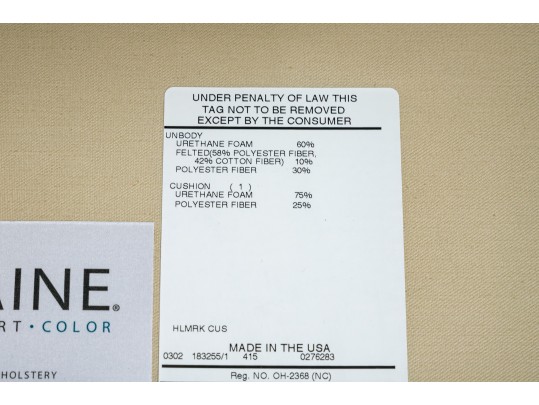 UNDER PENALTY OF LAW THIS
TAG NOT TO BE REMOVED
EXCEPT BY THE CONSUMER
UNBODY
URETHANE FOAM 60%
FELTED(58% POLYESTER FIBER,
42% COTTON FIBER) 10%
POLYESTER FIBER 30%
CUSHION ( 1 )
URETHANE FOAM 75%
POLYESTER FIBER 25%
HLMRK CUS
MADE IN THE USA
0302 183255/1 415 0276283
Reg. NO. OH-2368 (NC)
AINE®
RT · COLOR
HOLSTERY